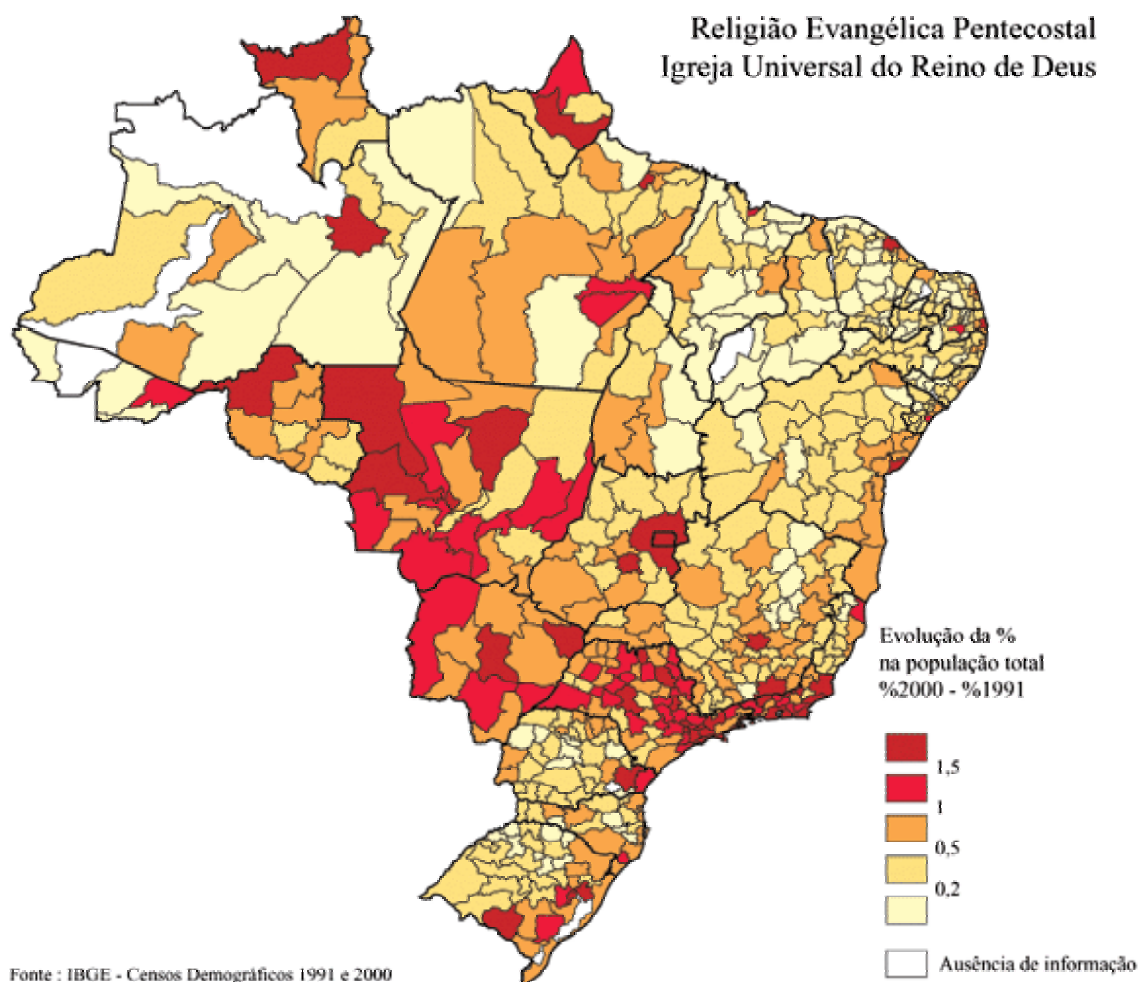 Religião Evangélica Pentecostal
Igreja Universal do Reino de Deus
Evolução da %
na população total
%2000 - %1991
1,5
1
0,5
0,2
Ausência de informação
Fonte : IBGE - Censos Demográficos 1991 e 2000